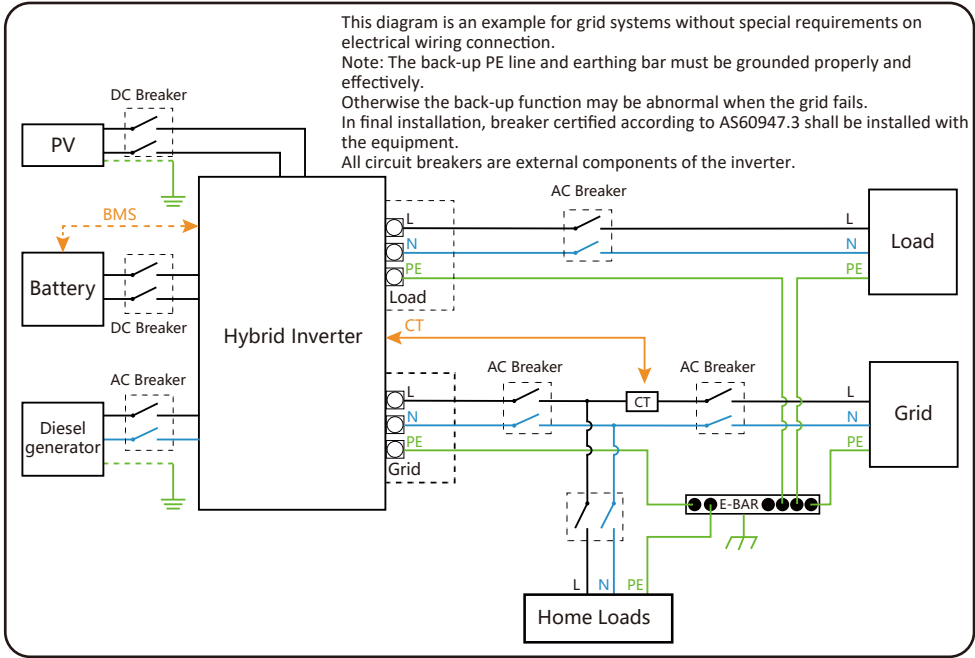 This diagram is an example for grid systems without special requirements on
electrical wiring connection.
Note: The back-up PE line and earthing bar must be grounded properly and
effectively.
Otherwise the back-up function may be abnormal when the grid fails.
In final installation, breaker certified according to AS60947.3 shall be installed with
the equipment.
All circuit breakers are external components of the inverter.
DC Breaker
PV
BMS
Battery
DC Breaker
AC Breaker
Diesel
generator
Hybrid Inverter
AC Breaker
L
N
PE
Load
L
N
PE
Load
CT
AC Breaker
AC Breaker
L
N
PE
Grid
CT
L
N
PE
Grid
E-BAR
L
N
PE
Home Loads